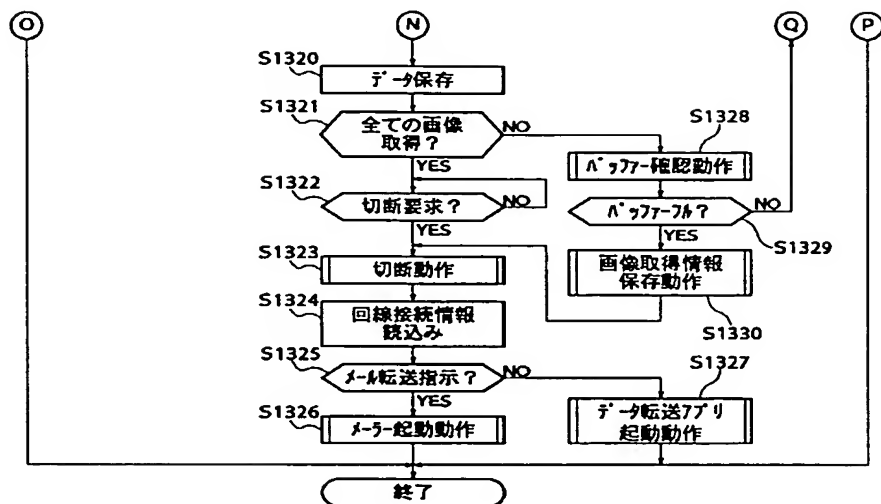 O
N
Q
P
S1320
データ保存
S1321
全ての画像
取得？
NO
YES
S1328
バッファー確認動作
S1322
切断要求？
NO
YES
バッファーフル？
NO
YES
S1329
S1323
切断動作
画像取得情報
保存動作
S1330
S1324
回線接続情報
読込み
S1325
メール転送指示？
NO
YES
S1327
データ転送アプリ
起動動作
S1326
メーラー起動動作
終了